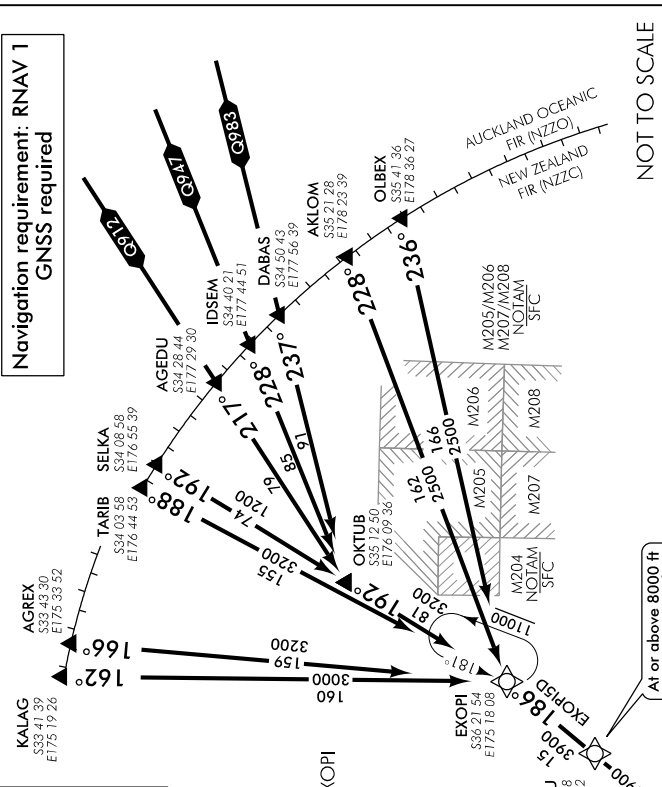 Navigation requirement: RNAV 1
GNSS required
Q912
Q947
Q983
AUCKLAND OCEANIC
FIR (NZZO)
NEW ZEALAND
FIR (NZZC)
NOT TO SCALE
KALAG
S33 41 39
E175 19 26
AGREX
S33 43 30
E175 33 52
TARIB
S34 03 58
E176 44 53
SELKA
S34 08 58
E176 55 39
AGEDU
S34 28 44
E177 29 30
IDSEM
S34 40 21
E177 44 51
DABAS
S34 50 43
E177 56 39
AKLOM
S35 21 28
E178 23 39
OLBEX
S35 41 36
E178 36 27
162°
166°
188°
192°
217°
228°
237°
228°
236°
160
3000
159
3200
155
3200
74
1200
79
85
91
162
2500
166
2500
OKTUB
S35 12 50
E176 09 36
192°
81
3200
181°
11000
EXOPI
S36 21 54
E175 18 08
186°
EXOPI5D
15
3900
M205/M206
M207/M208
NOTAM
SFC
M206
M208
M205
M207
M204
NOTAM
SFC
At or above 8000 ft
XOPI
J
8
2
900